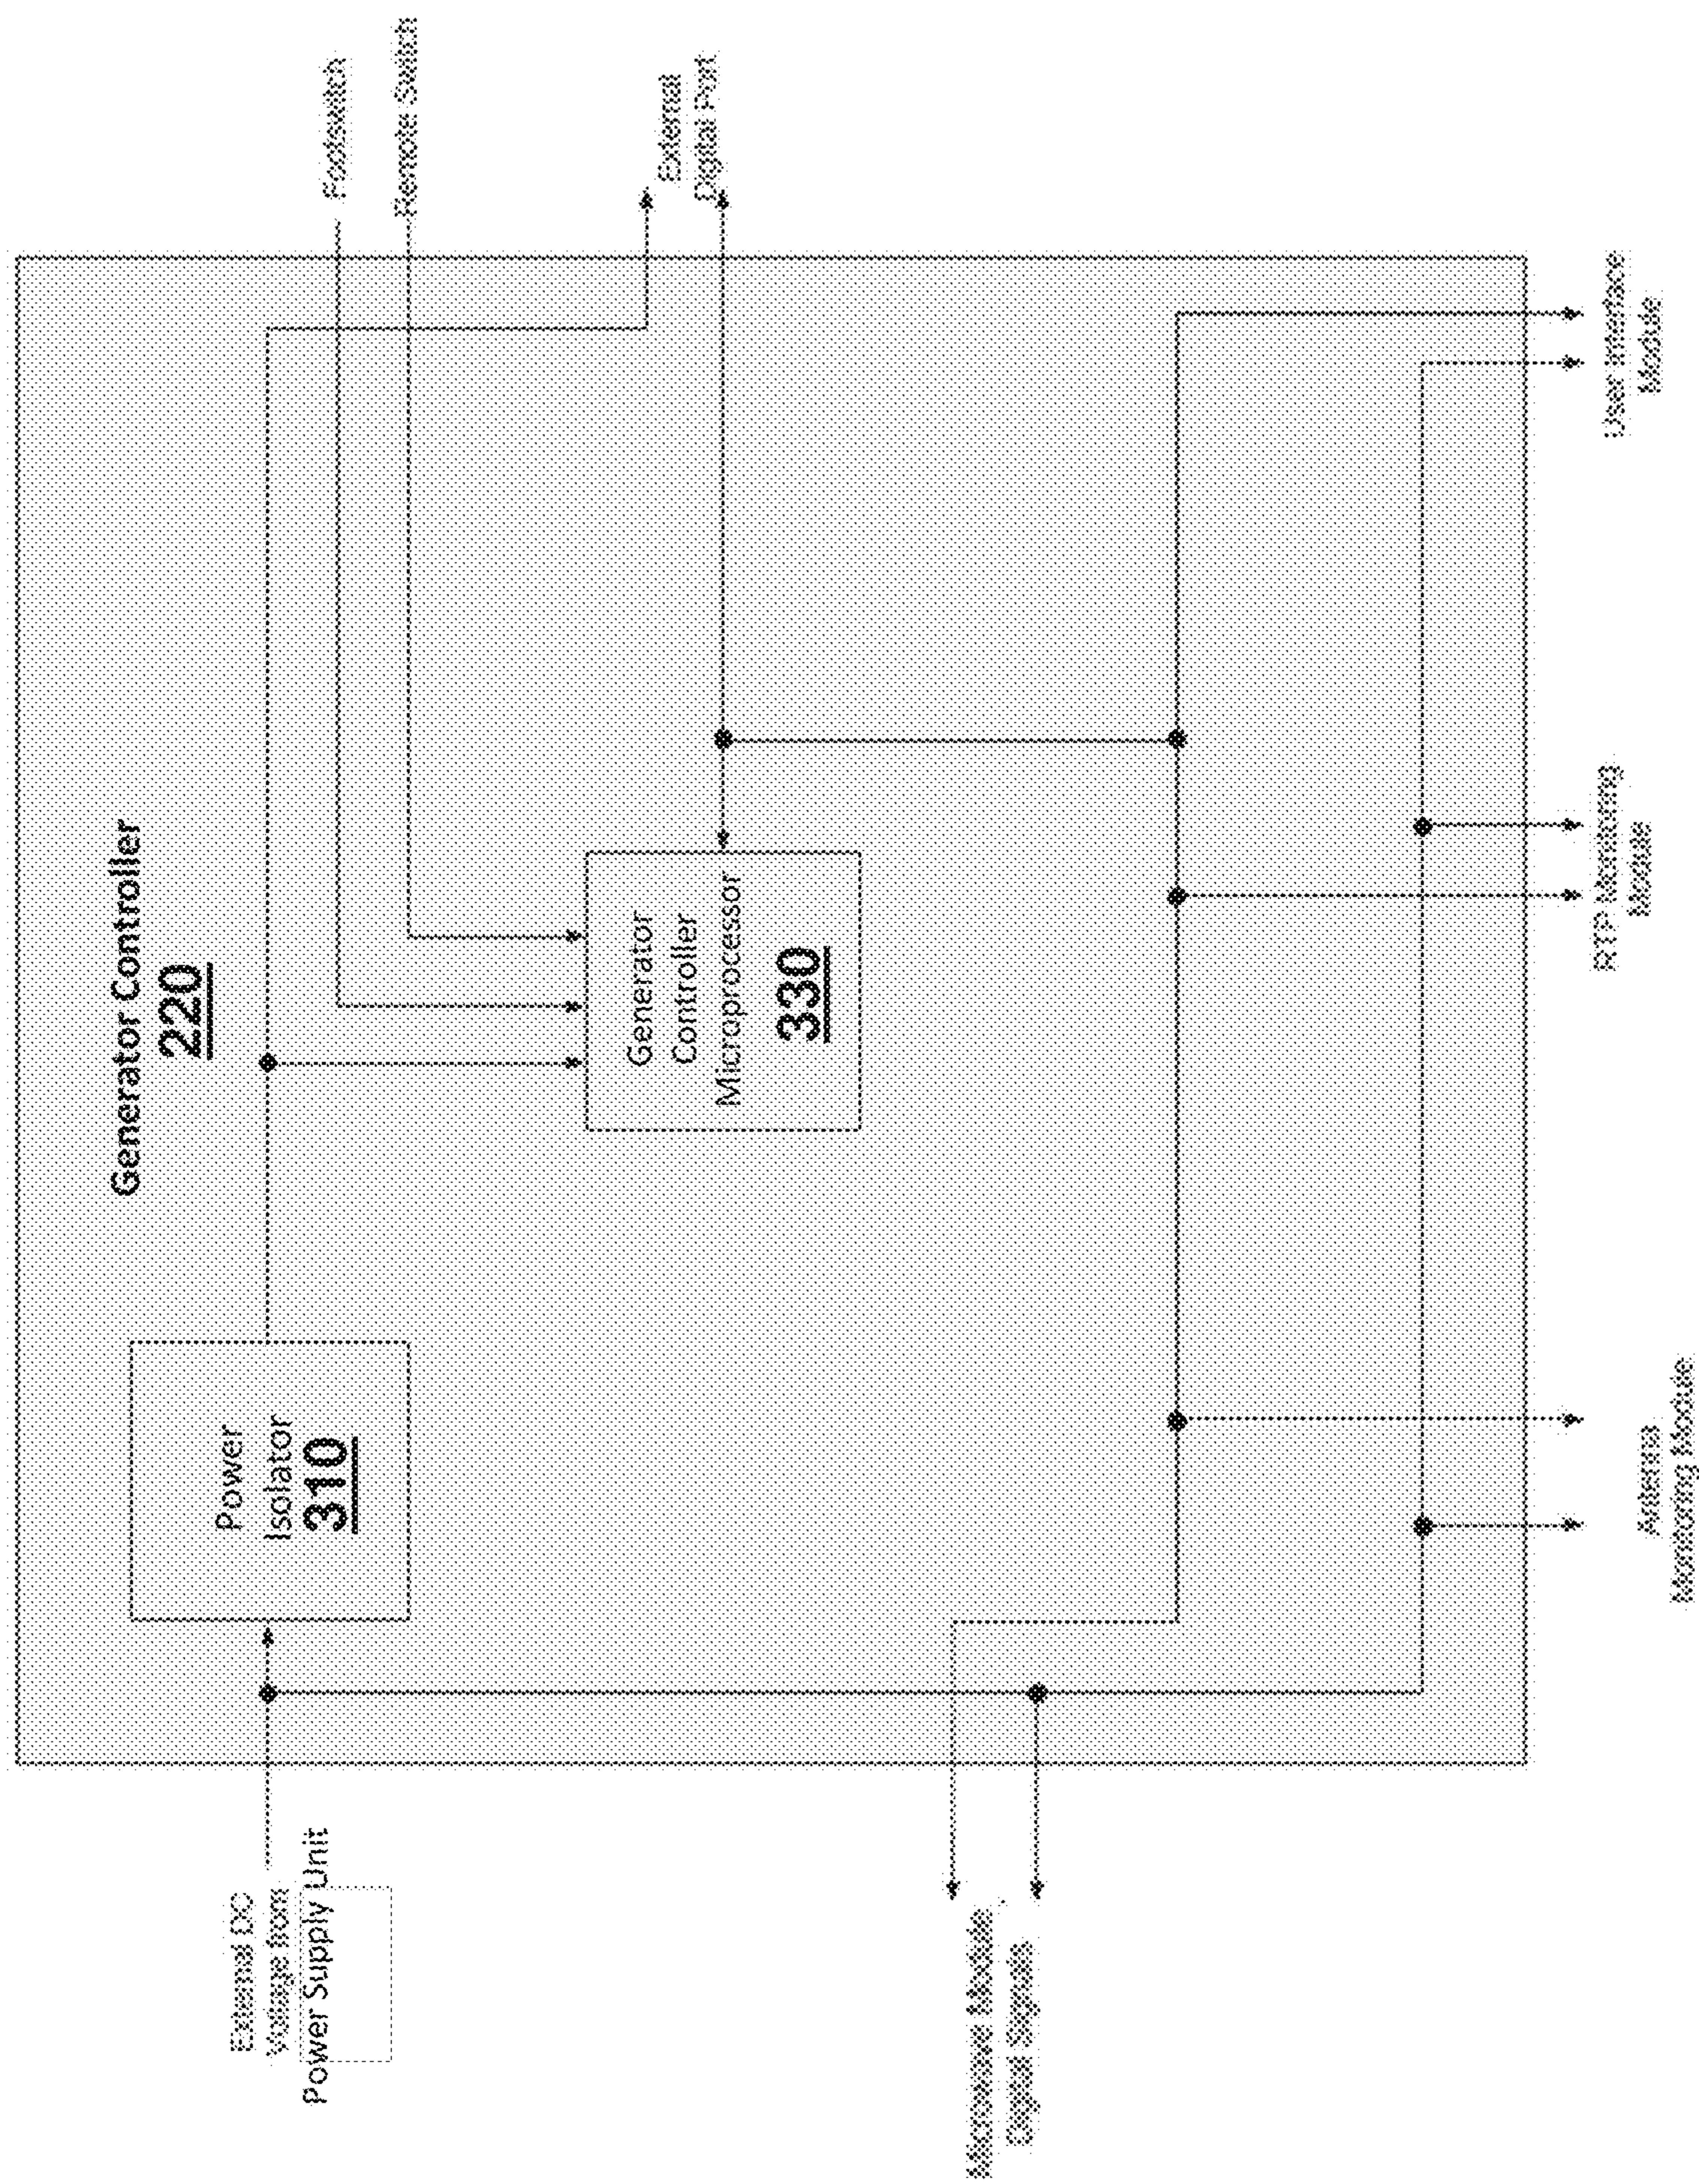 Generator Controller
220
Power
Isolator
310
Generator
Controller
Microprocessor
330
Footswitch
Remote Switch
External
Digital Port
External DC
Voltage from
Power Supply Unit
Microwave Module
Digital Signals
Antenna
Monitoring Module
RTP Monitoring
Module
User Interface
Module